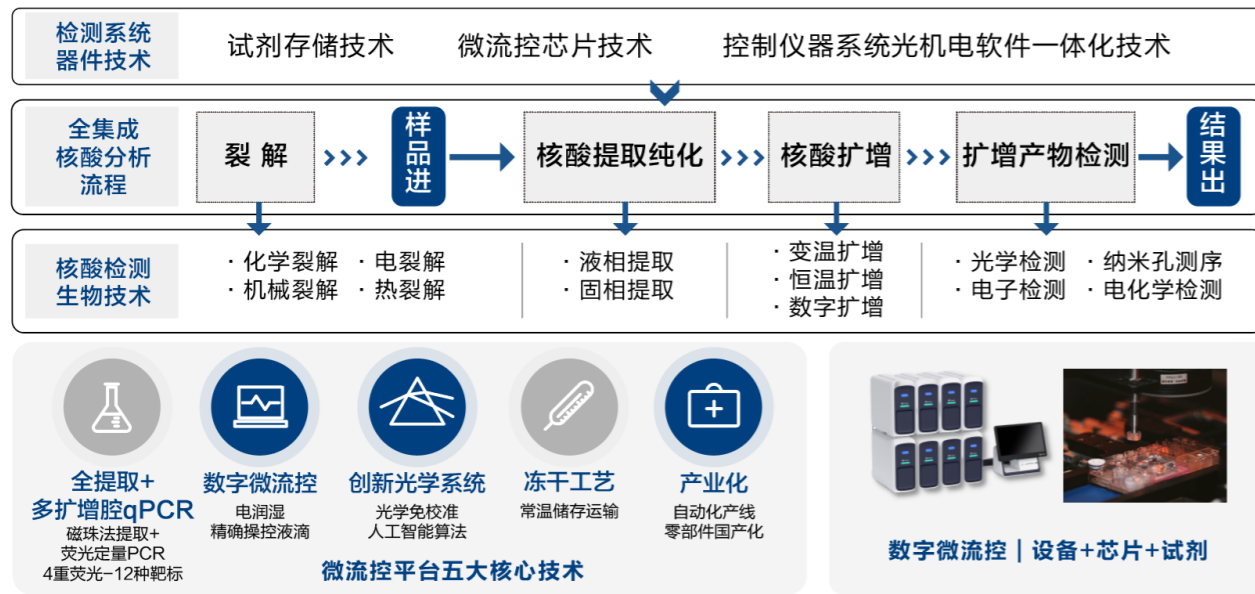 检测系统
器件技术
试剂存储技术
微流控芯片技术
控制仪器系统光机电软件一体化技术
全集成
核酸分析
流程
裂 解
样品进
核酸提取纯化
核酸扩增
扩增产物检测
结果出
核酸检测
生物技术
· 化学裂解 · 电裂解
· 机械裂解 · 热裂解
· 液相提取
· 固相提取
· 变温扩增
· 恒温扩增
· 数字扩增
· 光学检测 · 纳米孔测序
· 电子检测 · 电化学检测
全提取+
多扩增腔qPCR
磁珠法提取+
荧光定量PCR
4重荧光-12种靶标
数字微流控
电润湿
精确操控液滴
创新光学系统
光学免校准
人工智能算法
冻干工艺
常温储存运输
产业化
自动化产线
零部件国产化
微流控平台五大核心技术
数字微流控 | 设备+芯片+试剂